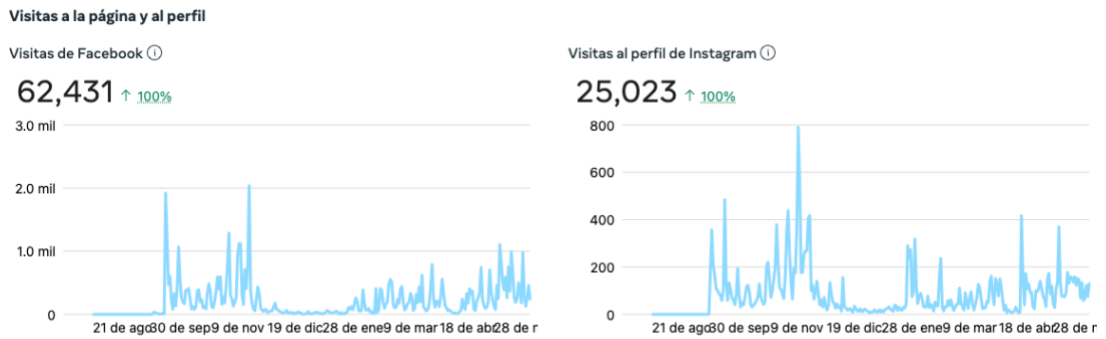 Visitas a la página y al perfil
Visitas de Facebook
62,431 ↑ 100%
3.0 mil
2.0 mil
1.0 mil
0
21 de ago 30 de sep 9 de nov 19 de dic 28 de ene 9 de mar 18 de abr 28 de
Visitas al perfil de Instagram
25,023 ↑ 100%
800
600
400
200
0
21 de ago 30 de sep 9 de nov 19 de dic 28 de ene 9 de mar 18 de abr 28 de